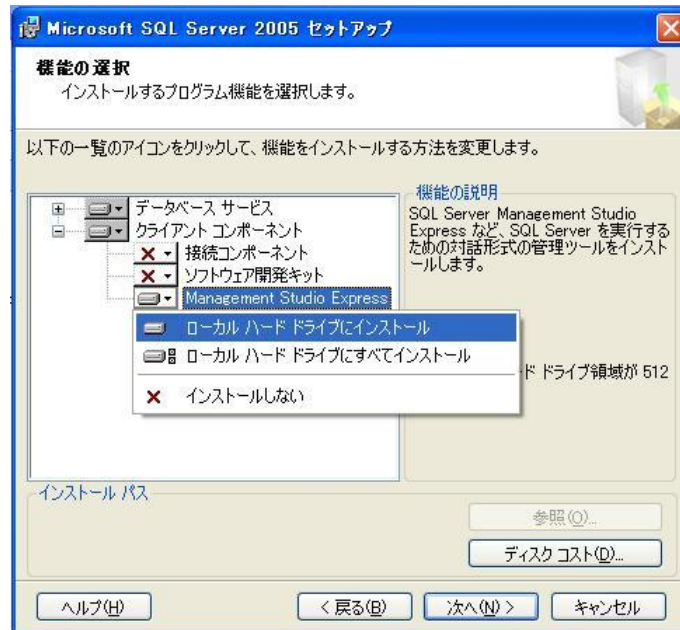 Microsoft SQL Server 2005 セットアップ
機能の選択
インストールするプログラム機能を選択します。
以下の一覧のアイコンをクリックして、機能をインストールする方法を変更します。
データベース サービス
クライアント コンポーネント
接続コンポーネント
ソフトウェア開発キット
Management Studio Express
ローカル ハード ドライブにインストール
ローカル ハード ドライブにすべてインストール
インストールしない
機能の説明
SQL Server Management Studio
Express など、SQL Server を実行する
ための対話形式の管理ツールをインスト
ールします。
ード ドライブ領域が 512
インストール パス
参照(O)...
ディスク コスト(D)...
ヘルプ(H)
< 戻る(B)
次へ(N) >
キャンセル